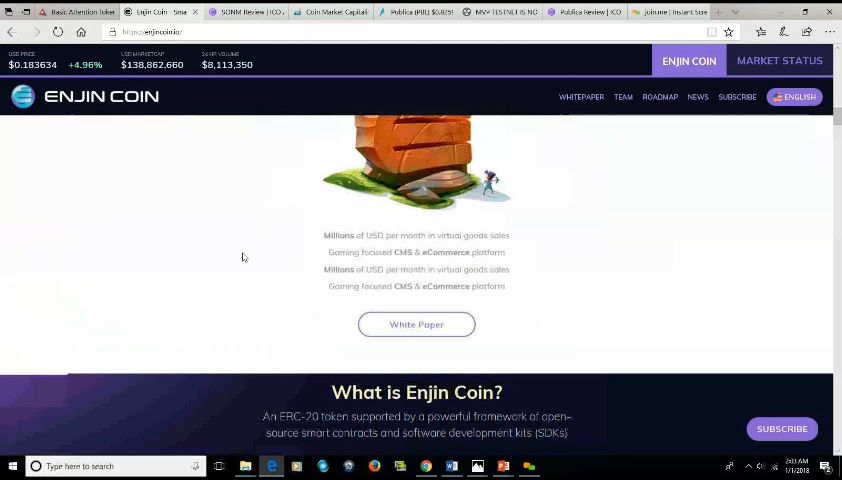 Basic Attention Token
Enjin Coin - Sma
SONM Review | ICO
Coin Market Capitali
Publica (PBL) $0.825
MVP TESTNET IS NO
Publica Review | ICO
join.me | Instant Scre
https://enjincoin.io/
USD PRICE
$0.183634 +4.96%
USD MARKETCAP
$138,862,660
24 HR VOLUME
$8,113,350
ENJIN COIN
MARKET STATUS
ENJIN COIN
WHITEPAPER
TEAM
ROADMAP
NEWS
SUBSCRIBE
ENGLISH
Millions of USD per month in virtual goods sales
Gaming focused CMS & eCommerce platform
Millions of USD per month in virtual goods sales
Gaming focused CMS & eCommerce platform
White Paper
What is Enjin Coin?
An ERC-20 token supported by a powerful framework of open-
source smart contracts and software development kits (SDKs)
SUBSCRIBE
Type here to search
2:03 AM
1/1/2018